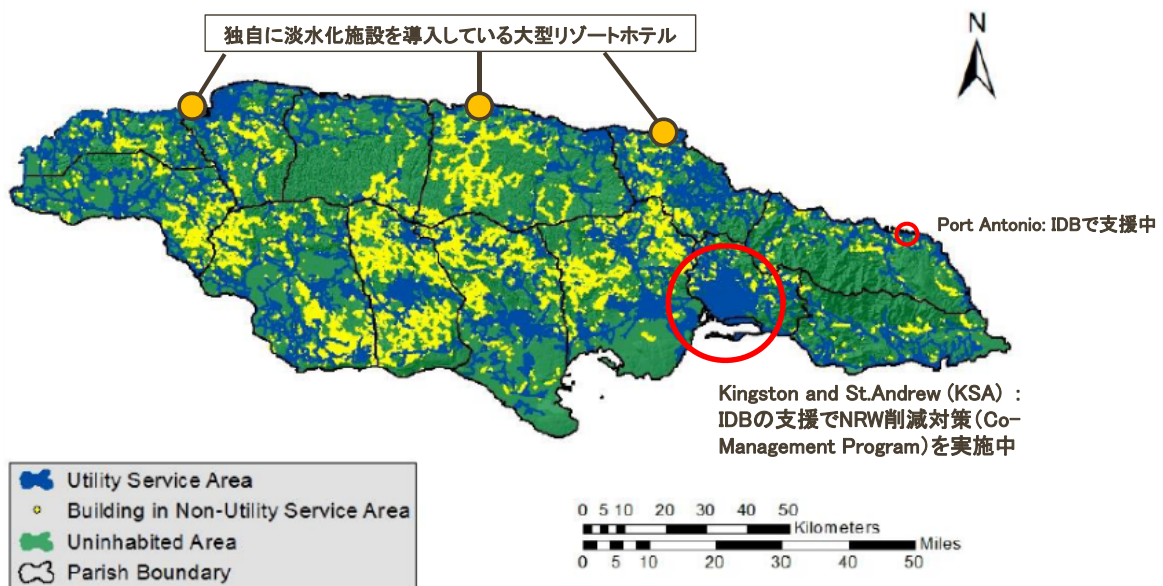 独自に淡水化施設を導入している大型リゾートホテル
N
Port Antonio: IDBで支援中
Kingston and St.Andrew (KSA) :
IDBの支援でNRW削減対策(Co-
Management Program)を実施中
Utility Service Area
Building in Non-Utility Service Area
Uninhabited Area
Parish Boundary
0 5 10 20 30 40 50
Kilometers
Miles
0 5 10 20 30 40 50